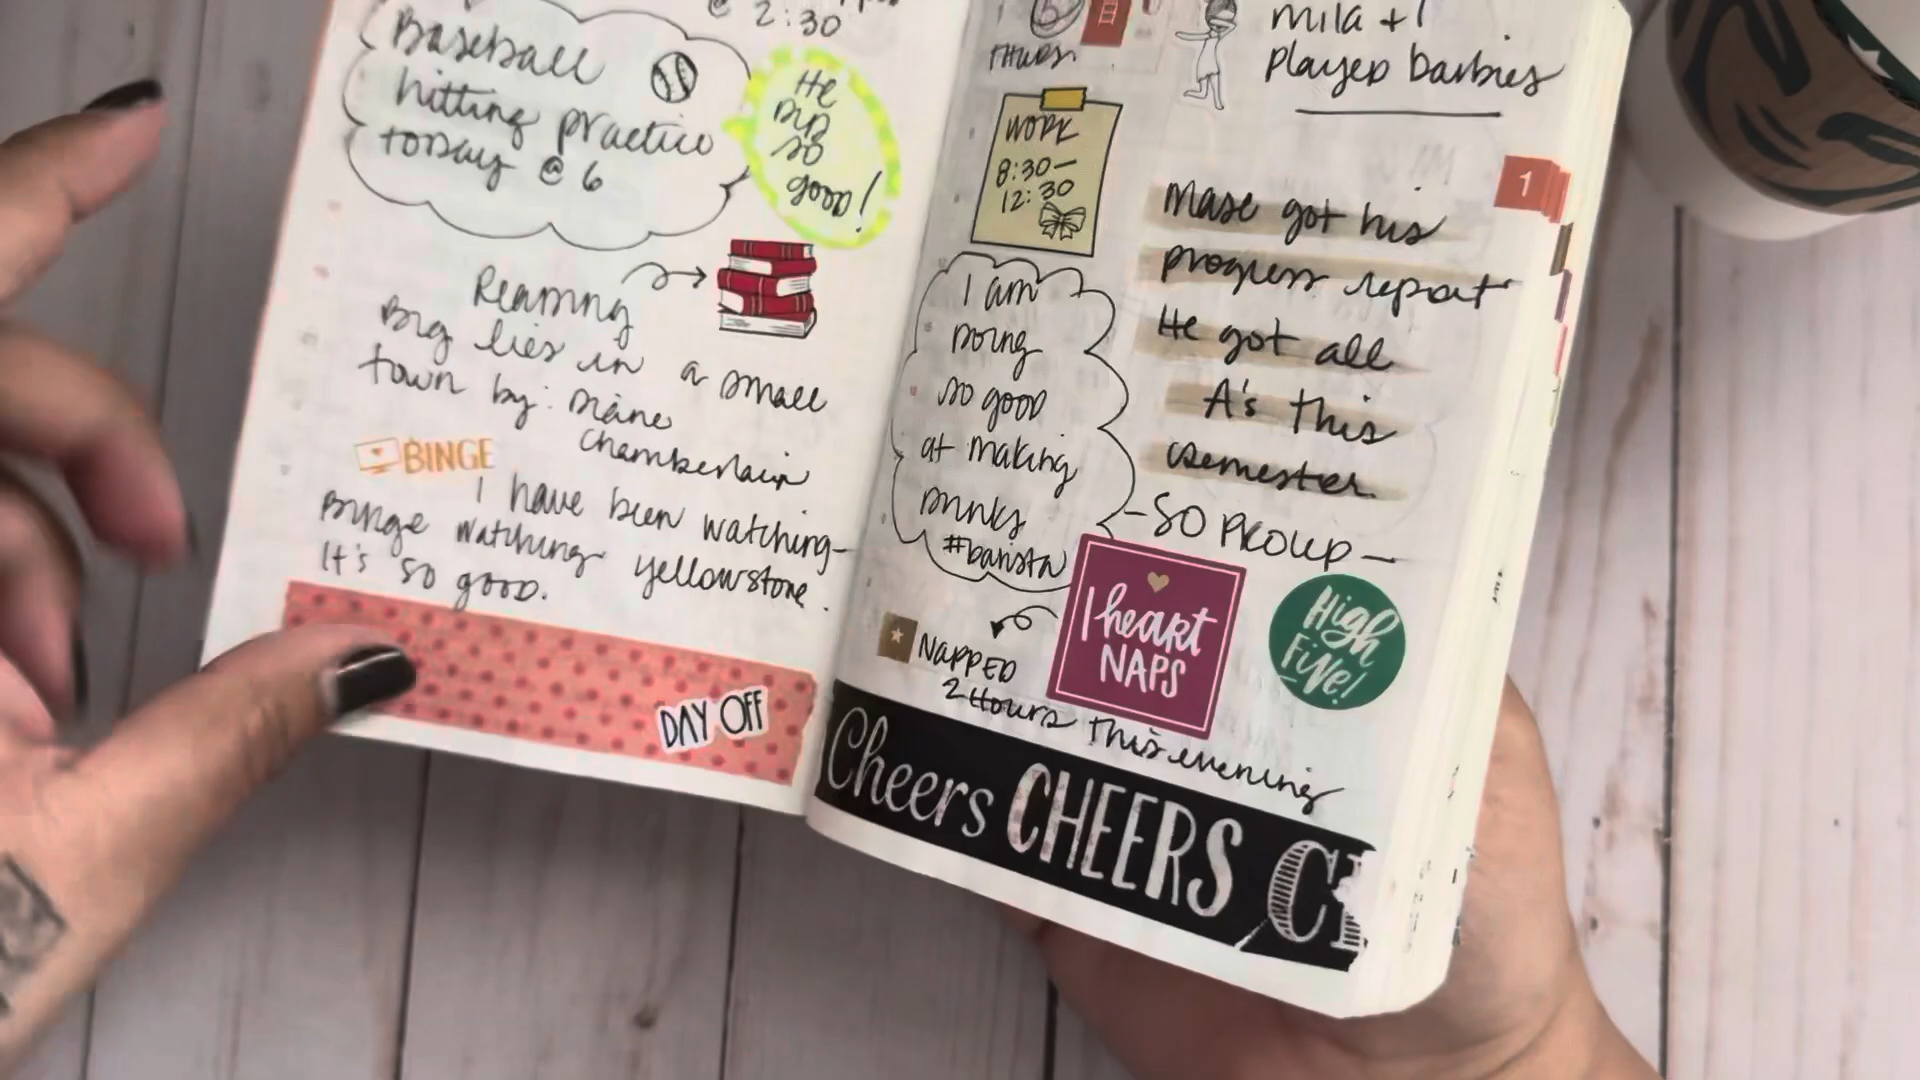 @ 2:30
Baseball
hitting practice
today @ 6
He
DID
so
good!
Reading
Big lies in a small
town by: Diane
Chamberlain
BINGE
I have been watching-
Binge watching yellowstone.
It's so good.
DAY OFF
THURS.
mila + I
played barbies
WORK
8:30-
12:30
1
Mase got his
progress report
He got all
A's this
semester.
-SO PROUD-
I am
doing
so good
at making
drinks
#barista
I heart
NAPS
High
Five!
NAPPED
2 Hours this evening
Cheers CHEERS